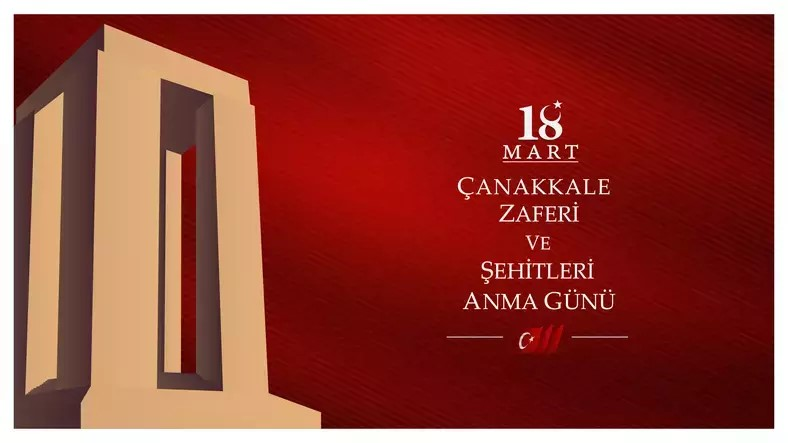 18
MART
ÇANAKKALE
ZAFERİ
VE
ŞEHİTLERİ
ANMA GÜNÜ